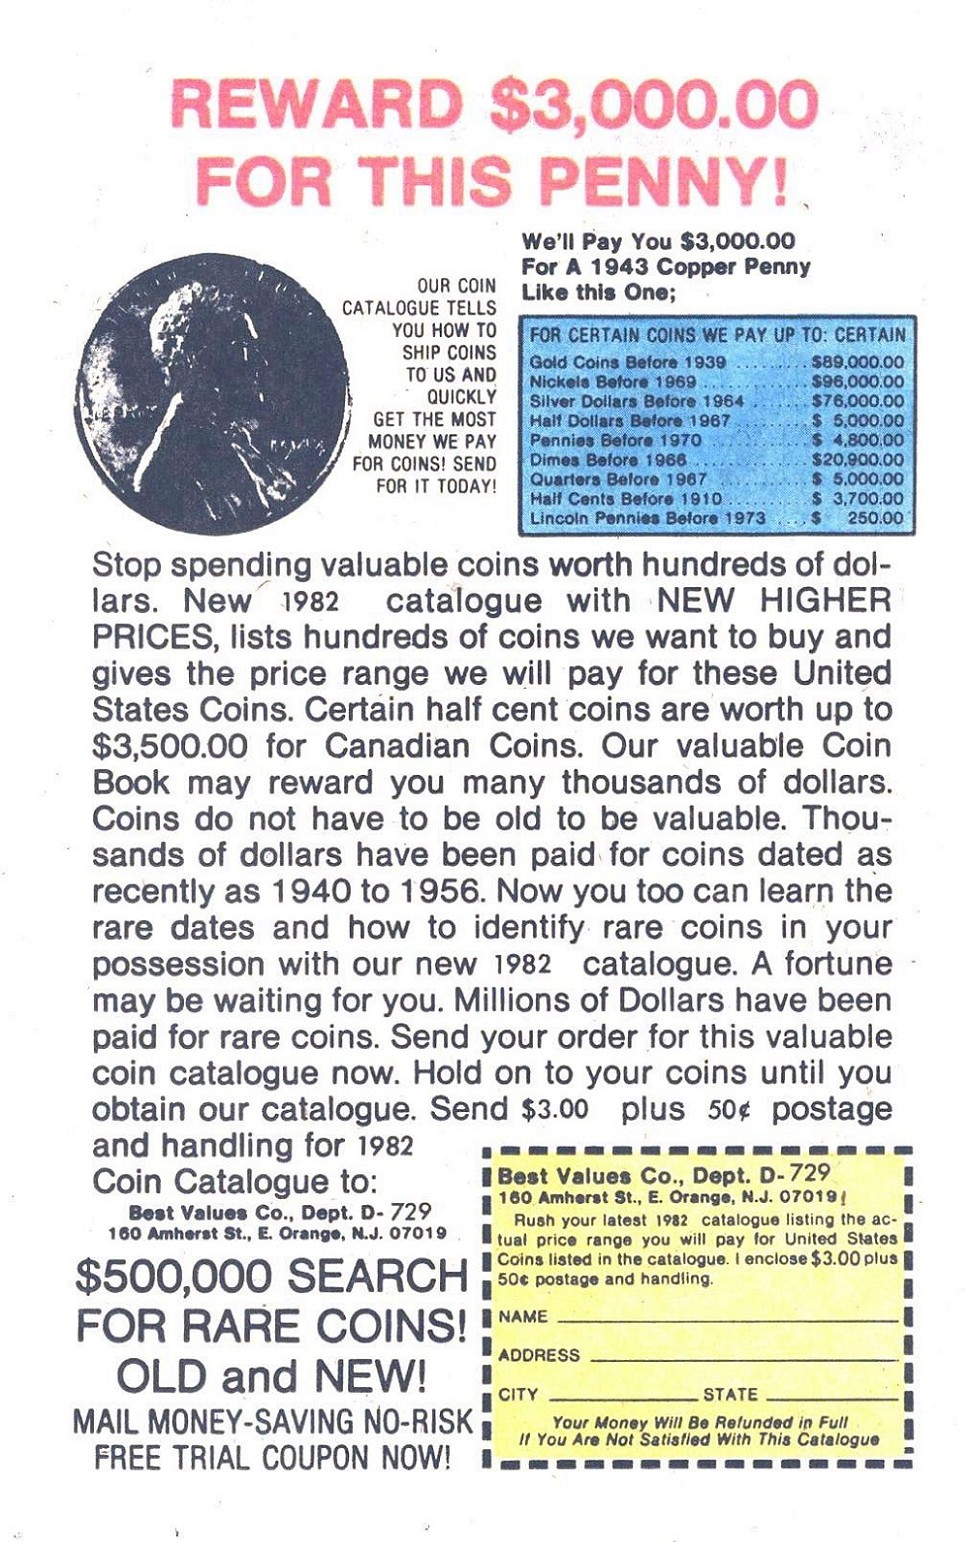 REWARD $3,000.00
FOR THIS PENNY!
We'll Pay You $3,000.00
For A 1943 Copper Penny
Like this One;
OUR COIN
CATALOGUE TELLS
YOU HOW TO
SHIP COINS
TO US AND
QUICKLY
GET THE MOST
MONEY WE PAY
FOR COINS! SEND
FOR IT TODAY!
FOR CERTAIN COINS WE PAY UP TO: CERTAIN
Gold Coins Before 1939 ......... $89,000.00
Nickels Before 1969 ............ $96,000.00
Silver Dollars Before 1964 ....... $76,000.00
Half Dollars Before 1967 ........ $ 5,000.00
Pennies Before 1970 ............ $ 4,800.00
Dimes Before 1966 ............. $20,900.00
Quarters Before 1967 ........... $ 5,000.00
Half Cents Before 1910 ......... $ 3,700.00
Lincoln Pennies Before 1973 .... $ 250.00
Stop spending valuable coins worth hundreds of dol-
lars. New 1982 catalogue with NEW HIGHER
PRICES, lists hundreds of coins we want to buy and
gives the price range we will pay for these United
States Coins. Certain half cent coins are worth up to
$3,500.00 for Canadian Coins. Our valuable Coin
Book may reward you many thousands of dollars.
Coins do not have to be old to be valuable. Thou-
sands of dollars have been paid for coins dated as
recently as 1940 to 1956. Now you too can learn the
rare dates and how to identify rare coins in your
possession with our new 1982 catalogue. A fortune
may be waiting for you. Millions of Dollars have been
paid for rare coins. Send your order for this valuable
coin catalogue now. Hold on to your coins until you
obtain our catalogue. Send $3.00 plus 50¢ postage
and handling for 1982
Coin Catalogue to:
Best Values Co., Dept. D-729
160 Amherst St., E. Orange, N.J. 07019
$500,000 SEARCH
FOR RARE COINS!
OLD and NEW!
MAIL MONEY-SAVING NO-RISK
FREE TRIAL COUPON NOW!
Best Values Co., Dept. D-729
160 Amherst St., E. Orange, N.J. 07019
Rush your latest 1982 catalogue listing the ac-
tual price range you will pay for United States
Coins listed in the catalogue. I enclose $3.00 plus
50¢ postage and handling.
NAME
ADDRESS
CITY STATE
Your Money Will Be Refunded in Full
If You Are Not Satisfied With This Catalogue